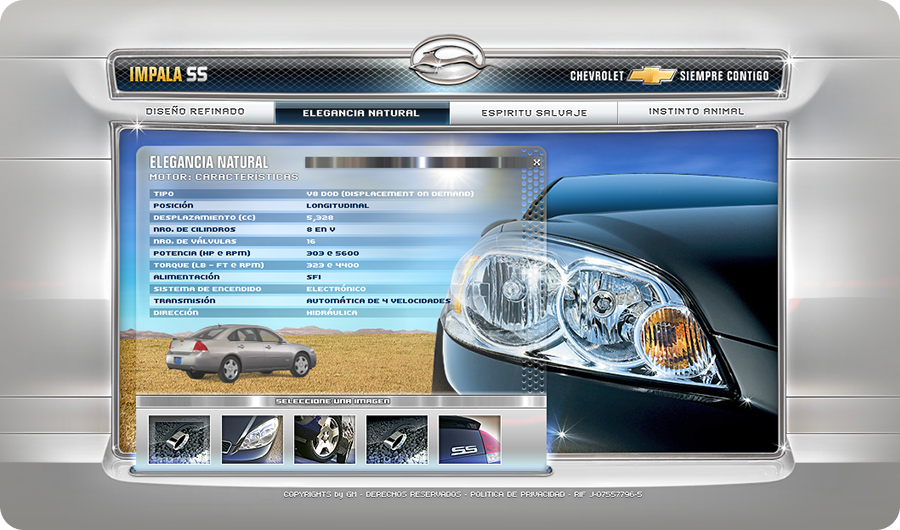 IMPALA SS
CHEVROLET SIEMPRE CONTIGO
DISEÑO REFINADO ELEGANCIA NATURAL ESPIRITU SALVAJE INSTINTO ANIMAL
ELEGANCIA NATURAL
MOTOR: CARACTERÍSTICAS
TIPO V8 DOD (DISPLACEMENT ON DEMAND)
POSICIÓN LONGITUDINAL
DESPLAZAMIENTO (CC) 5,328
NRO. DE CILINDROS 8 EN V
NRO. DE VÁLVULAS 16
POTENCIA (HP @ RPM) 303 @ 5600
TORQUE (LB - FT @ RPM) 323 @ 4400
ALIMENTACIÓN SFI
SISTEMA DE ENCENDIDO ELECTRÓNICO
TRANSMISIÓN AUTOMÁTICA DE 4 VELOCIDADES
DIRECCIÓN HIDRÁULICA
SELECCIONE UNA IMAGEN
SS
COPYRIGHTS by GM - DERECHOS RESERVADOS - POLITICA DE PRIVACIDAD - RIF J-07557796-5